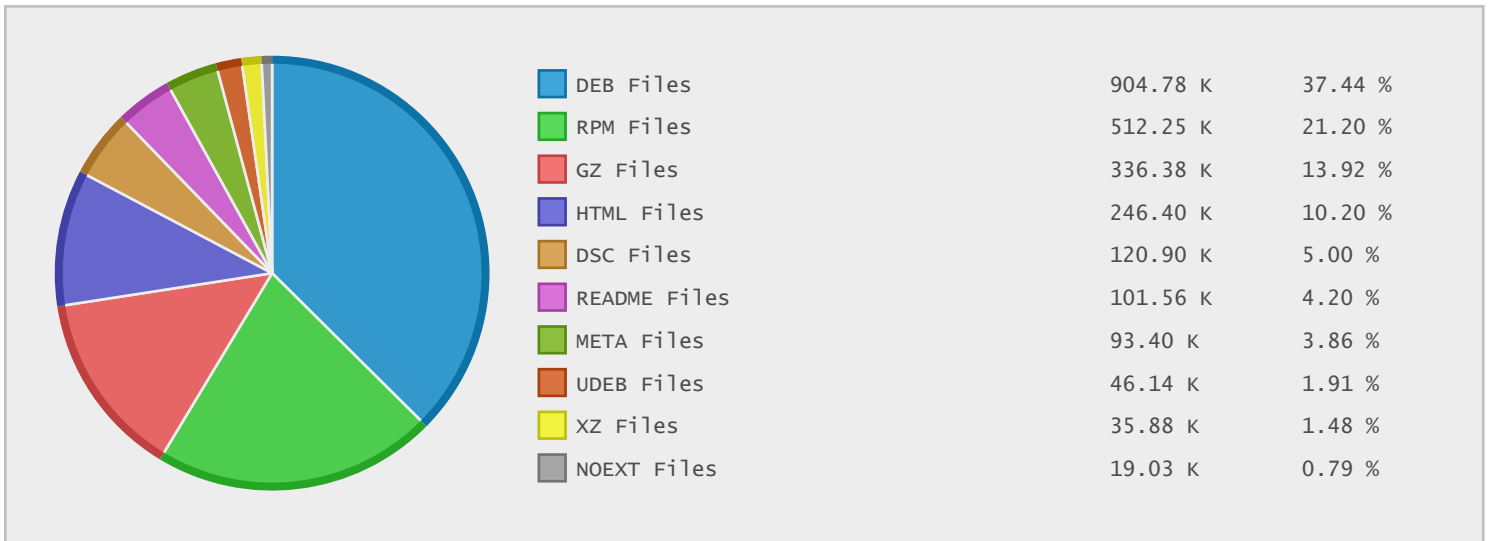 DEB Files 904.78 K 37.44 %
RPM Files 512.25 K 21.20 %
GZ Files 336.38 K 13.92 %
HTML Files 246.40 K 10.20 %
DSC Files 120.90 K 5.00 %
README Files 101.56 K 4.20 %
META Files 93.40 K 3.86 %
UDEB Files 46.14 K 1.91 %
XZ Files 35.88 K 1.48 %
NOEXT Files 19.03 K 0.79 %